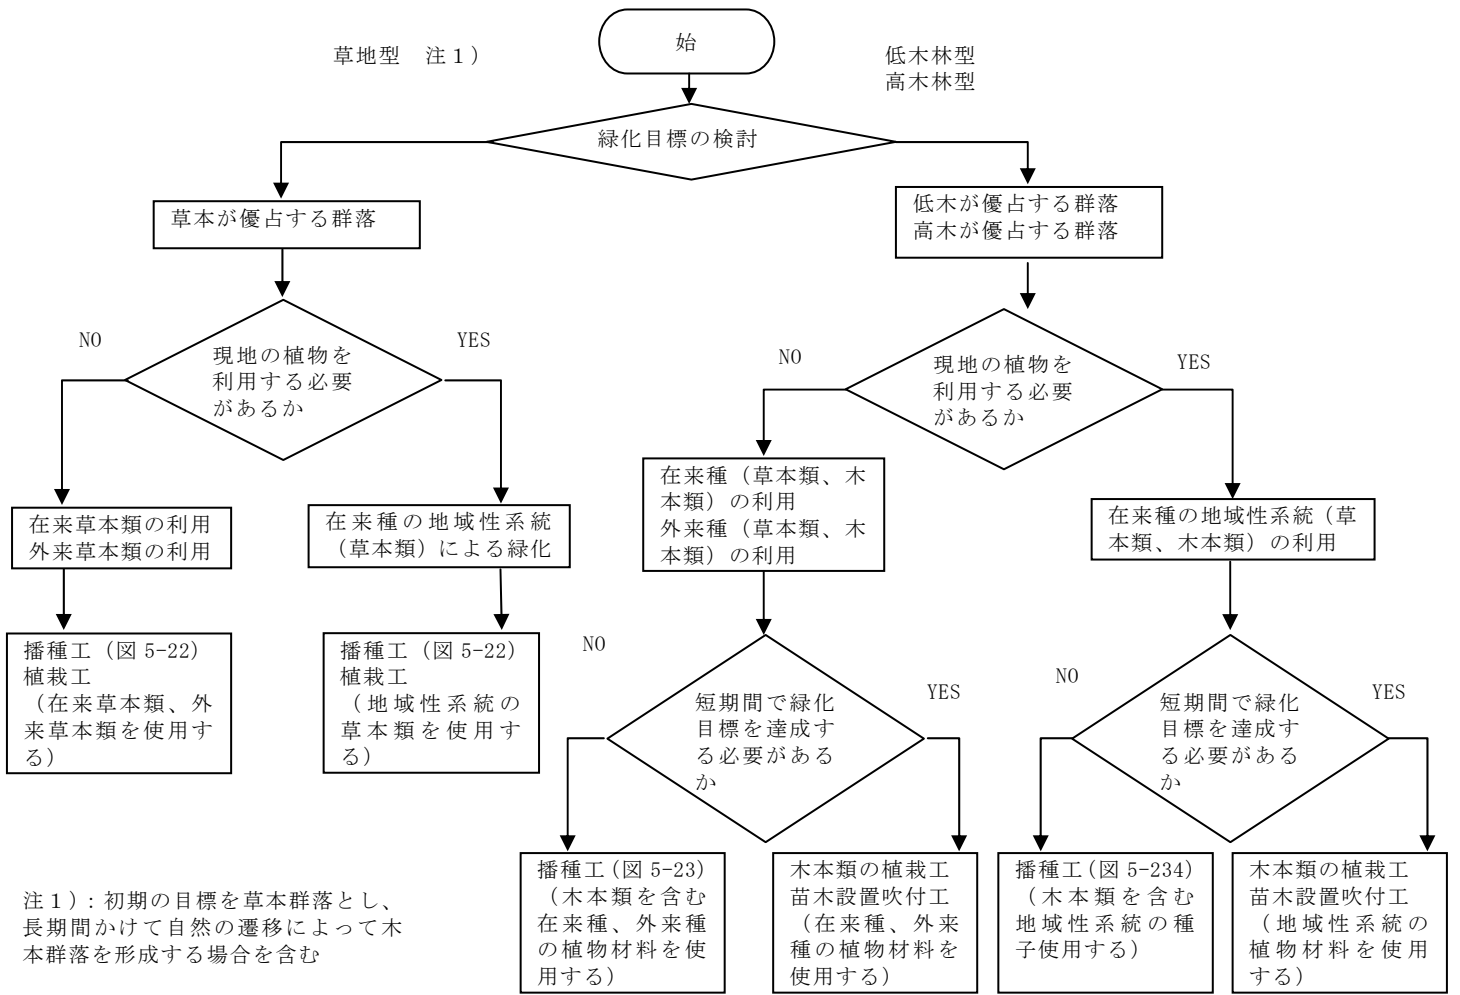 始
草地型　注１）
低木林型
高木林型
緑化目標の検討
草本が優占する群落
低木が優占する群落
高木が優占する群落
NO
現地の植物を
利用する必要
があるか
YES
NO
現地の植物を
利用する必要
があるか
YES
在来草本類の利用
外来草本類の利用
在来種の地域性系統
（草本類）による緑化
在来種（草本類、木
本類）の利用
外来種（草本類、木
本類）の利用
在来種の地域性系統（草
本類、木本類）の利用
播種工（図 5-22）
植栽工
（在来草本類、外
来草本類を使用す
る）
播種工（図 5-22）
植栽工
（地域性系統の
草本類を使用す
る）
NO
短期間で緑化
目標を達成す
る必要がある
か
YES
NO
短期間で緑化
目標を達成す
る必要がある
か
YES
播種工（図 5-23）
（木本類を含む
在来種、外来種
の植物材料を使
用する）
木本類の植栽工
苗木設置吹付工
（在来種、外来
種の植物材料を
使用する）
播種工（図 5-234）
（木本類を含む
地域性系統の種
子使用する）
木本類の植栽工
苗木設置吹付工
（地域性系統の
植物材料を使用
する）
注１）：初期の目標を草本群落とし、
長期間かけて自然の遷移によって木
本群落を形成する場合を含む